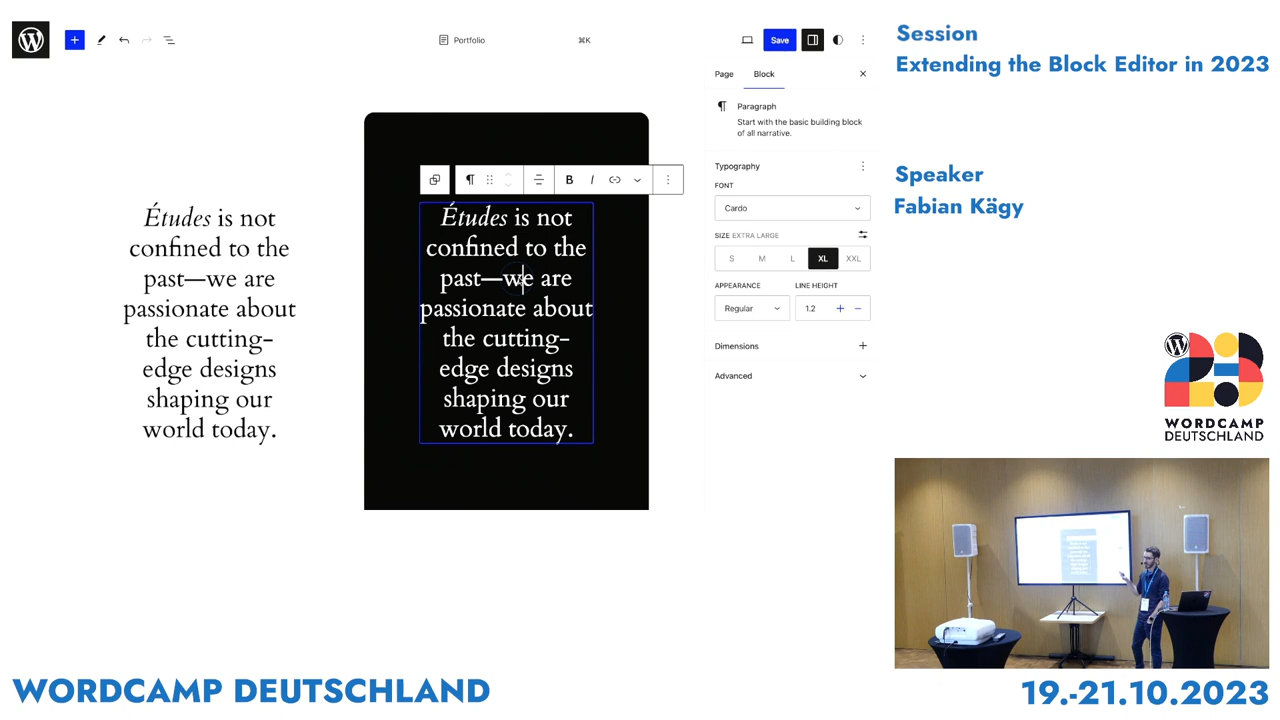 Portfolio
⌘K
Save
Session
Extending the Block Editor in 2023
Page
Block
Paragraph
Start with the basic building block
of all narrative.
Speaker
Fabian Kägy
Typography
FONT
Cardo
SIZE EXTRA LARGE
S M L XL XXL
APPEARANCE
LINE HEIGHT
Regular
1.2
Dimensions
Advanced
B I
Études is not
confined to the
past—we are
passionate about
the cutting-
edge designs
shaping our
world today.
Études is not
confined to the
past—we are
passionate about
the cutting-
edge designs
shaping our
world today.
WORDCAMP
DEUTSCHLAND
WORDCAMP DEUTSCHLAND
19.-21.10.2023